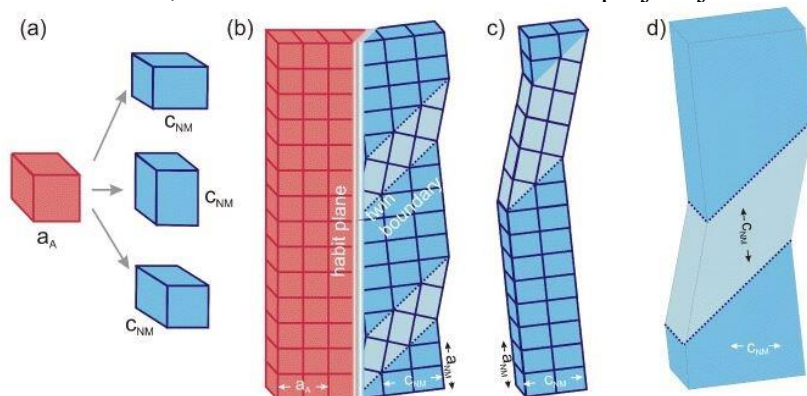 (a)
c_NM
a_A
c_NM
c_NM
(b)
habit plane
twin boundary
a_A
c_NM
a_NM
c)
a_NM
c_NM
d)
c_NM
c_NM